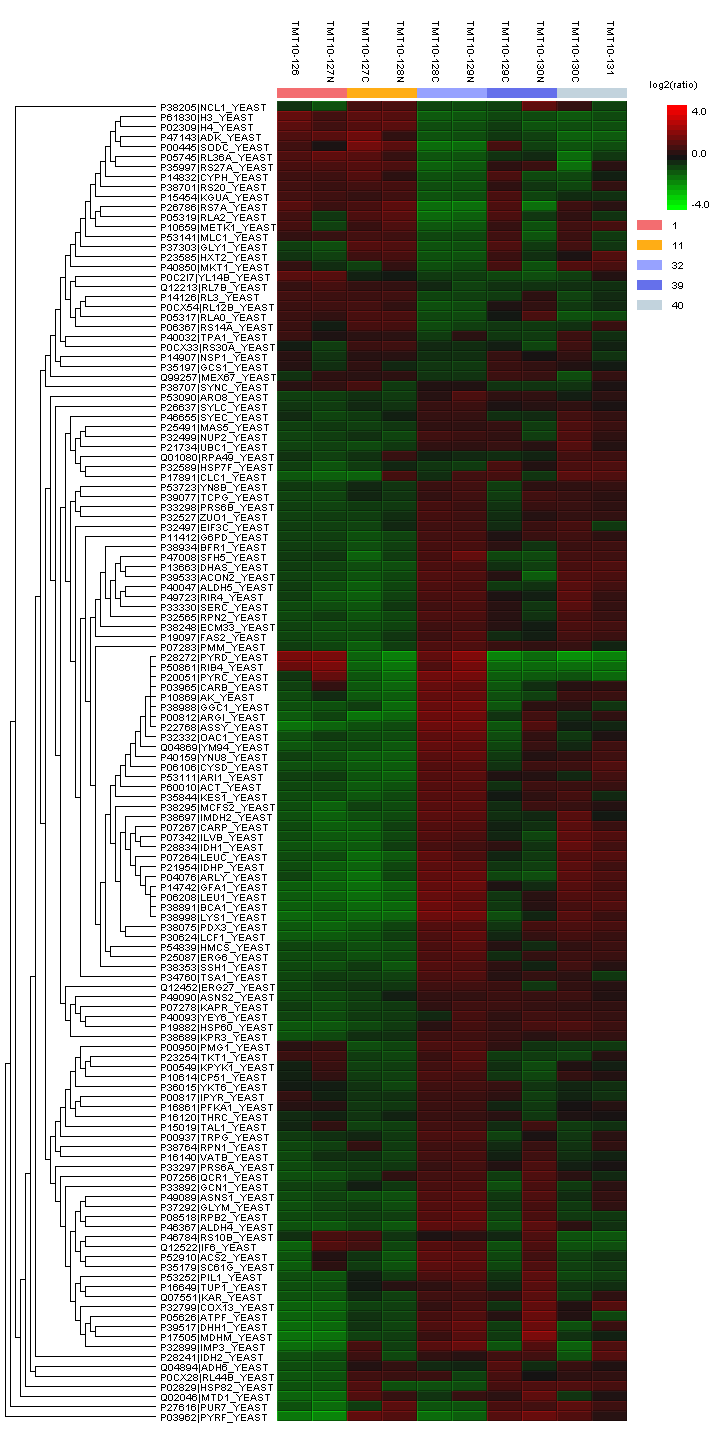 TMT10-126
TMT10-127N
TMT10-127C
TMT10-128N
TMT10-128C
TMT10-129N
TMT10-129C
TMT10-130N
TMT10-130C
TMT10-131
log2(ratio)
4.0
0.0
-4.0
1
11
32
39
40
P38205|NCL1_YEAST
P61830|H3_YEAST
P02309|H4_YEAST
P47143|ADK_YEAST
P00445|SODC_YEAST
P05745|RL36A_YEAST
P35997|RS27A_YEAST
P14832|CYPH_YEAST
P38701|RS20_YEAST
P15454|KGUA_YEAST
P26786|RS7A_YEAST
P05319|RLA2_YEAST
P10659|METK1_YEAST
P53141|MLC1_YEAST
P37303|GLY1_YEAST
P23585|HXT2_YEAST
P40850|MKT1_YEAST
P0C2I7|YL14B_YEAST
Q12213|RL7B_YEAST
P14126|RL3_YEAST
P0CX54|RL12B_YEAST
P05317|RLA0_YEAST
P06367|RS14A_YEAST
P40032|TPA1_YEAST
P0CX33|RS30A_YEAST
P14907|NSP1_YEAST
P35197|GCS1_YEAST
Q99257|MEX67_YEAST
P38707|SYNC_YEAST
P53090|ARO8_YEAST
P26637|SYLC_YEAST
P46655|SYEC_YEAST
P25491|MAS5_YEAST
P32499|NUP2_YEAST
P21734|UBC1_YEAST
Q01080|RPA49_YEAST
P32589|HSP7F_YEAST
P17891|CLC1_YEAST
P53723|YN8B_YEAST
P39077|TCPG_YEAST
P33298|PRS6B_YEAST
P32527|ZUO1_YEAST
P32497|EIF3C_YEAST
P11412|G6PD_YEAST
P38934|BFR1_YEAST
P47008|SFH5_YEAST
P13663|DHAS_YEAST
P39533|ACON2_YEAST
P40047|ALDH5_YEAST
P49723|RIR4_YEAST
P33330|SERC_YEAST
P32565|RPN2_YEAST
P38248|ECM33_YEAST
P19097|FAS2_YEAST
P07283|PMM_YEAST
P28272|PYRD_YEAST
P50861|RIB4_YEAST
P20051|PYRC_YEAST
P03965|CARB_YEAST
P10869|AK_YEAST
P38988|GGC1_YEAST
P00812|ARGI_YEAST
P22768|ASSY_YEAST
P32332|OAC1_YEAST
Q04869|YM94_YEAST
P40159|YNU8_YEAST
P06106|CYSD_YEAST
P53111|ARI1_YEAST
P60010|ACT_YEAST
P35844|KES1_YEAST
P38295|MCFS2_YEAST
P38697|IMDH2_YEAST
P07267|CARP_YEAST
P07342|ILVB_YEAST
P28834|IDH1_YEAST
P07264|LEUC_YEAST
P21954|IDHP_YEAST
P04076|ARLY_YEAST
P14742|GFA1_YEAST
P06208|LEU1_YEAST
P38891|BCA1_YEAST
P38998|LYS1_YEAST
P38075|PDX3_YEAST
P30624|LCF1_YEAST
P54839|HMCS_YEAST
P25087|ERG6_YEAST
P38353|SSH1_YEAST
P34760|TSA1_YEAST
Q12452|ERG27_YEAST
P49090|ASNS2_YEAST
P07278|KAPR_YEAST
P40093|YEY6_YEAST
P19882|HSP60_YEAST
P38689|KPR3_YEAST
P00950|PMG1_YEAST
P23254|TKT1_YEAST
P00549|KPYK1_YEAST
P10614|CP51_YEAST
P36015|YKT6_YEAST
P00817|IPYR_YEAST
P16861|PFKA1_YEAST
P16120|THRC_YEAST
P15019|TAL1_YEAST
P00937|TRPG_YEAST
P38764|RPN1_YEAST
P16140|VATB_YEAST
P33297|PRS6A_YEAST
P07256|QCR1_YEAST
P33892|GCN1_YEAST
P49089|ASNS1_YEAST
P37292|GLYM_YEAST
P08518|RPB2_YEAST
P46367|ALDH4_YEAST
P46784|RS10B_YEAST
Q12522|IF6_YEAST
P52910|ACS2_YEAST
P35179|SC61G_YEAST
P53252|PIL1_YEAST
P16649|TUP1_YEAST
Q07551|KAR_YEAST
P32799|COX13_YEAST
P05626|ATPF_YEAST
P39517|DHH1_YEAST
P17505|MDHM_YEAST
P32899|IMP3_YEAST
P28241|IDH2_YEAST
Q04894|ADH6_YEAST
P0CX28|RL44B_YEAST
P02829|HSP82_YEAST
Q02046|MTD1_YEAST
P27616|PUR7_YEAST
P03962|PYRF_YEAST